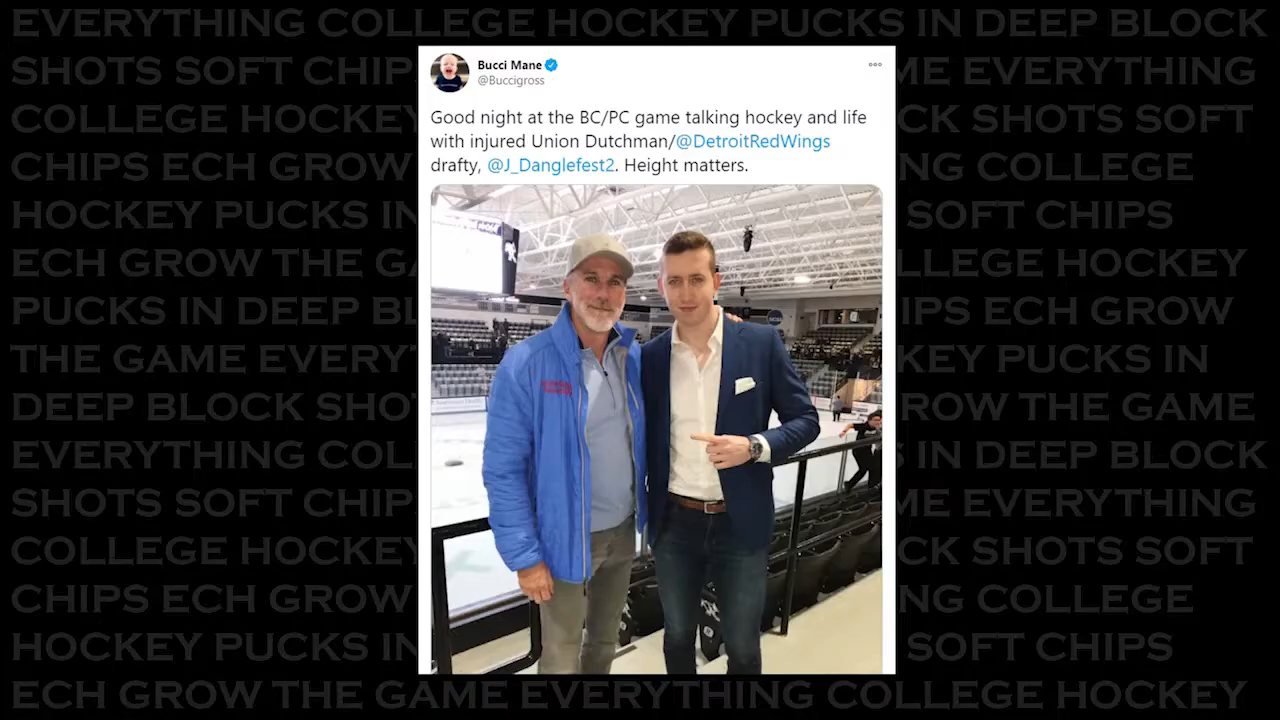 EVERYTHING COLLEGE HOCKEY PUCKS IN DEEP BLOCK
SHOTS SOFT CHIP ME EVERYTHING
COLLEGE HOCKEY CK SHOTS SOFT
CHIPS ECH GROW NG COLLEGE
HOCKEY PUCKS IN SOFT CHIPS
ECH GROW THE GA LLEGE HOCKEY
PUCKS IN DEEP BL PS ECH GROW
THE GAME EVERYT KEY PUCKS IN
DEEP BLOCK SHO ROW THE GAME
EVERYTHING COL IN DEEP BLOCK
SHOTS SOFT CHIP ME EVERYTHING
COLLEGE HOCKEY CK SHOTS SOFT
CHIPS ECH GROW NG COLLEGE
HOCKEY PUCKS IN SOFT CHIPS
ECH GROW THE GAME EVERYTHING COLLEGE HOCKEY
Bucci Mane
@Buccigross
Good night at the BC/PC game talking hockey and life
with injured Union Dutchman/@DetroitRedWings
drafty, @J_Danglefest2. Height matters.